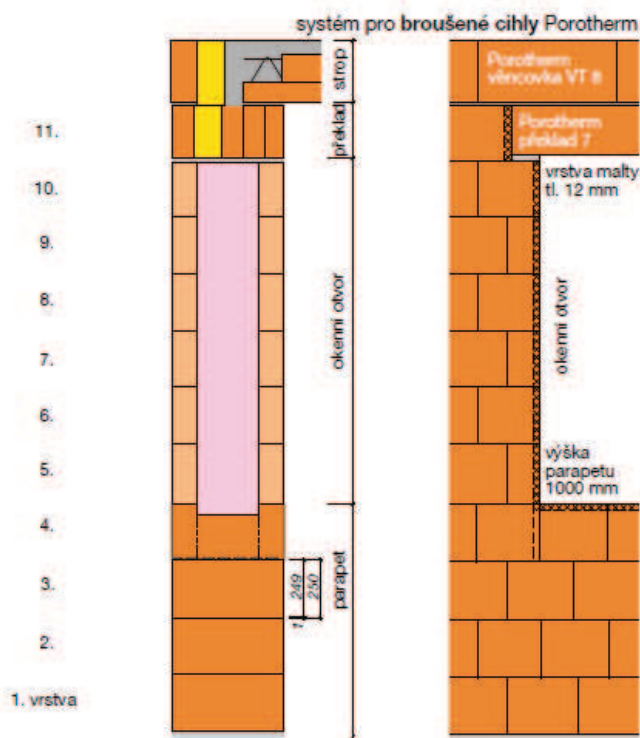 systém pro broušené cihly Porotherm
strop
Porotherm
věncovka VT 8
11.
překlad
Porotherm
překlad 7
10.
vrstva malty
tl. 12 mm
9.
8.
okenní otvor
okenní otvor
7.
6.
5.
výška
parapetu
1000 mm
4.
3.
1
249
250
parapet
2.
1. vrstva